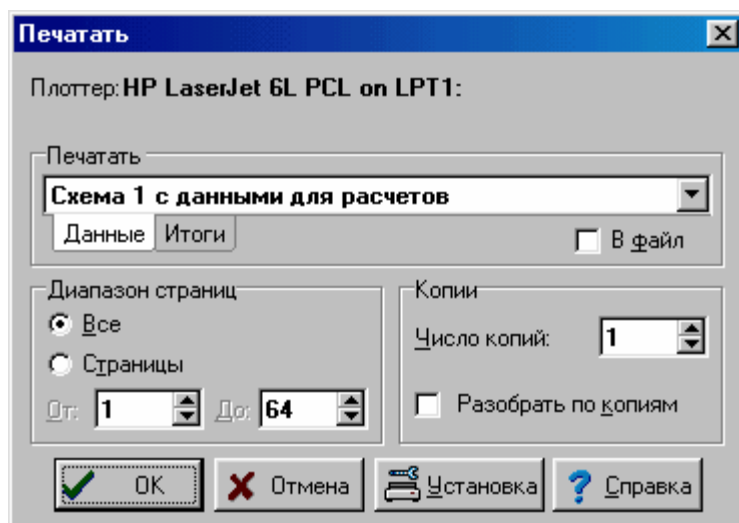 Печатать
Плоттер: HP LaserJet 6L PCL on LPT1:
Печатать
Схема 1 с данными для расчетов
Данные Итоги В файл
Диапазон страниц
Все
Страницы
От: 1 До: 64
Копии
Число копий: 1
Разобрать по копиям
OK Отмена Установка Справка